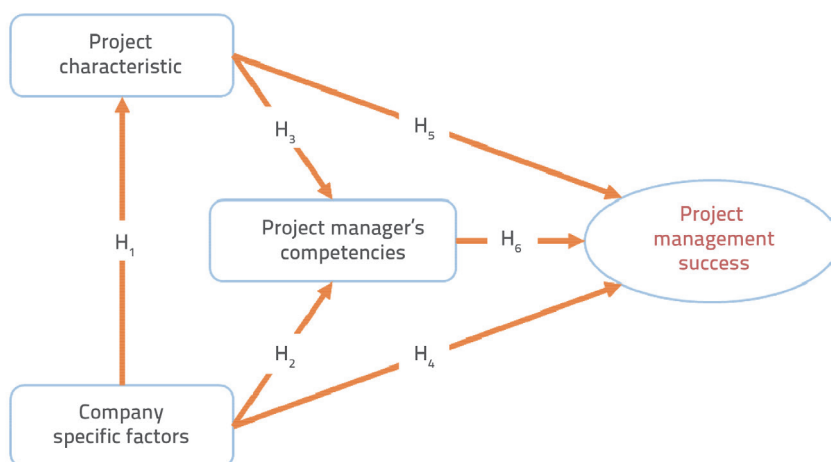 Project
characteristic
H₃
H₅
H₁
Project manager's
competencies
H₆
Project
management
success
H₂
H₄
Company
specific factors